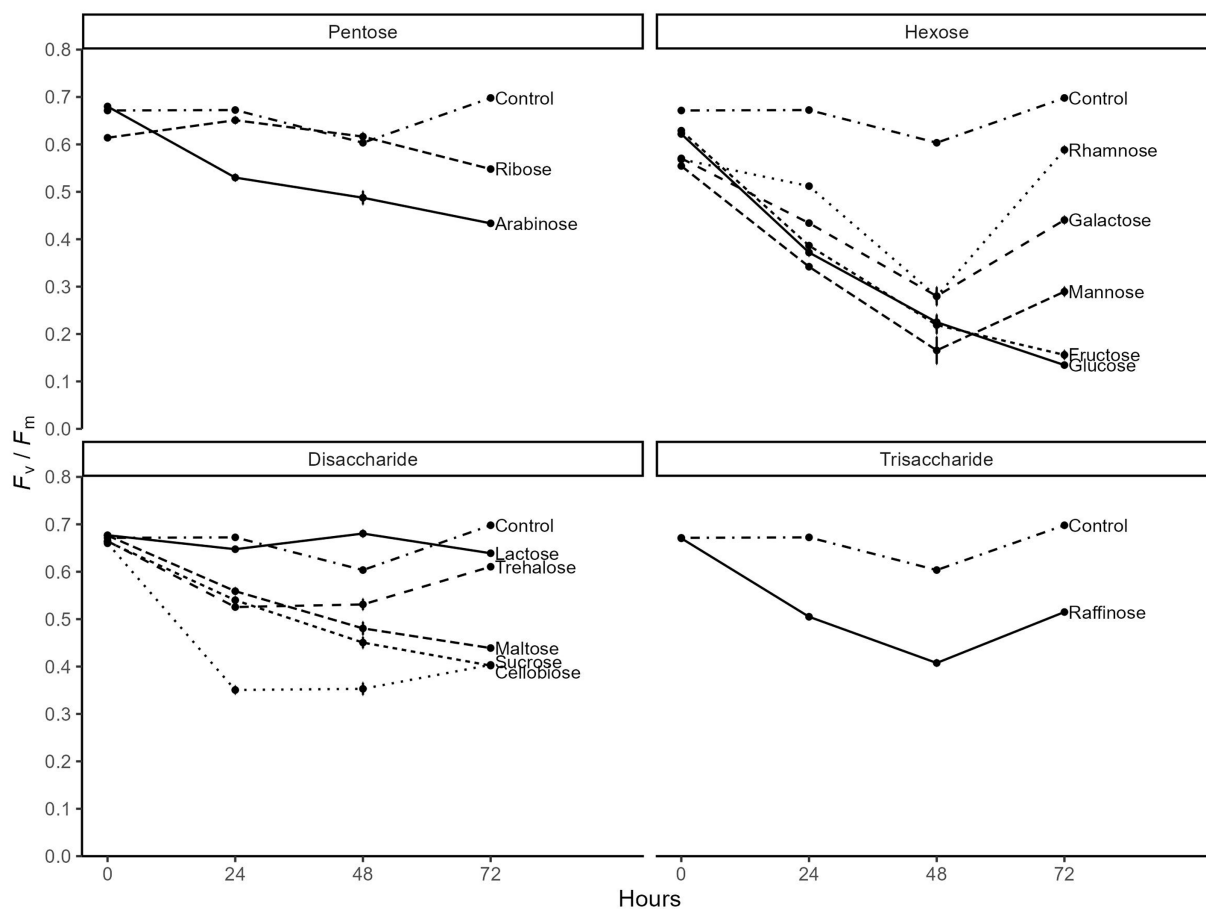 Pentose
Hexose
0.8
0.7
0.6
0.5
0.4
0.3
0.2
0.1
0.0
Control
Ribose
Arabinose
Control
Rhamnose
Galactose
Mannose
Fructose
Glucose
Fv / Fm
Disaccharide
Trisaccharide
0.8
0.7
0.6
0.5
0.4
0.3
0.2
0.1
0.0
Control
Lactose
Trehalose
Maltose
Sucrose
Cellobiose
Control
Raffinose
0 24 48 72
0 24 48 72
Hours